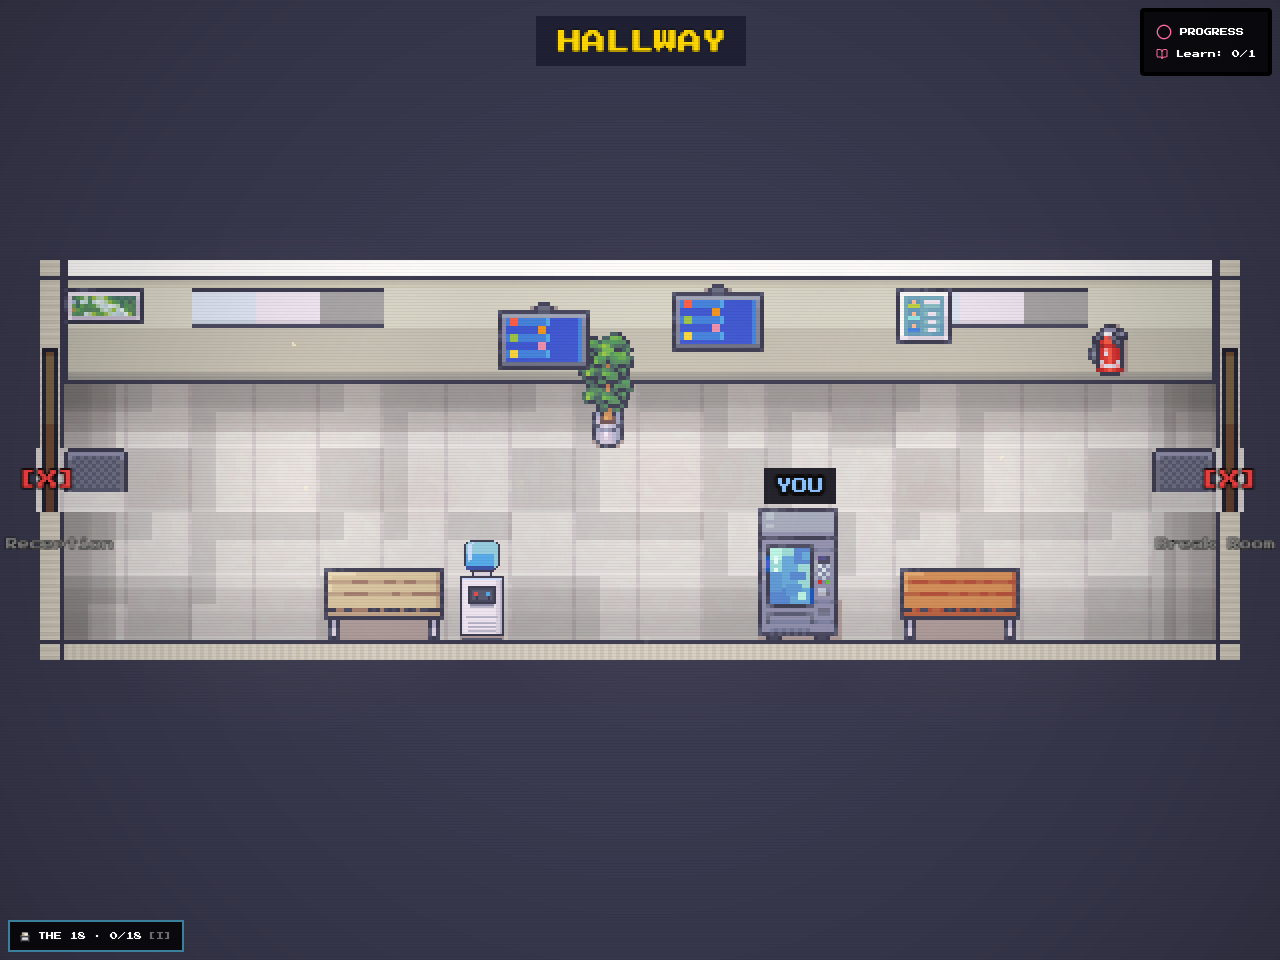 HALLWAY
PROGRESS
Learn: 0/1
YOU
[X]
[X]
Reception
Break Room
THE 18 · 0/18 [I]